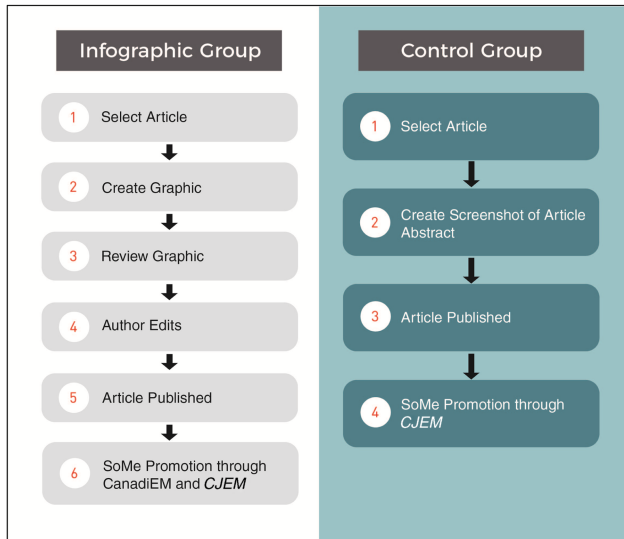 Infographic Group
1 Select Article
2 Create Graphic
3 Review Graphic
4 Author Edits
5 Article Published
6 SoMe Promotion through
CanadiEM and CJEM
Control Group
1 Select Article
2 Create Screenshot of Article
Abstract
3 Article Published
4 SoMe Promotion through
CJEM